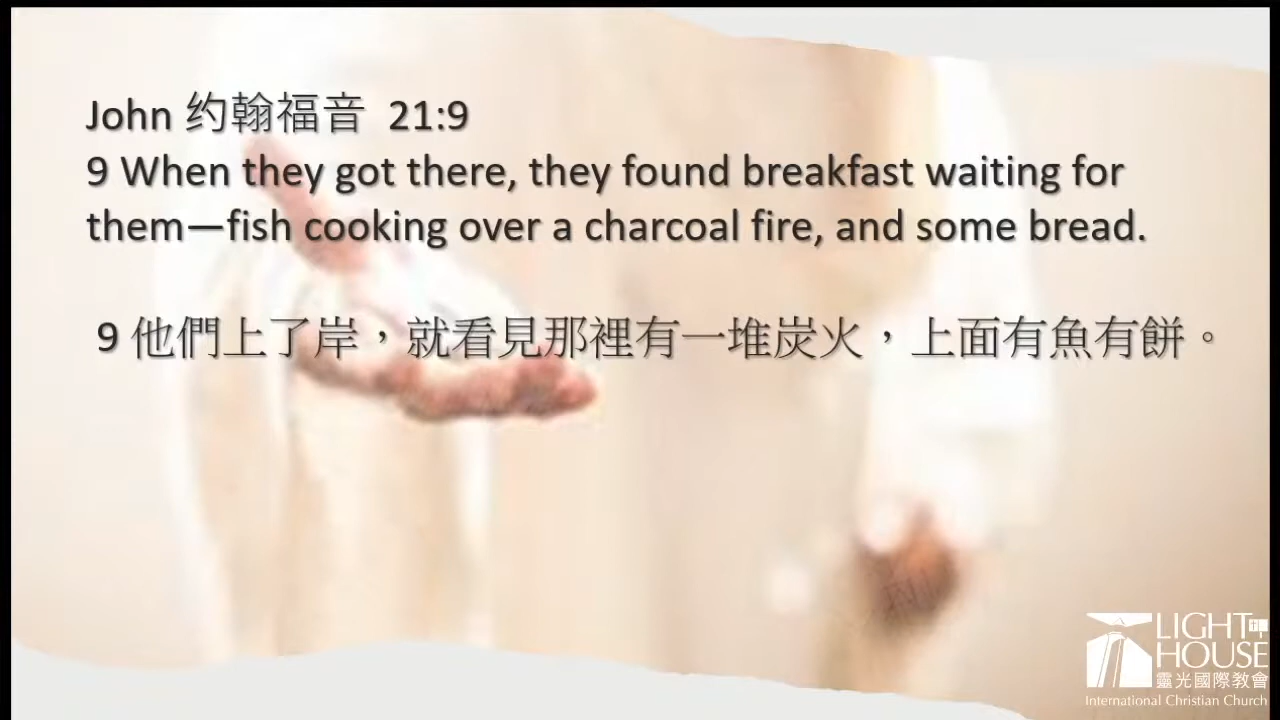 John 约翰福音 21:9
9 When they got there, they found breakfast waiting for
them—fish cooking over a charcoal fire, and some bread.
9 他們上了岸，就看見那裡有一堆炭火，上面有魚有餅。
LIGHT
HOUSE
靈光國際教會
International Christian Church